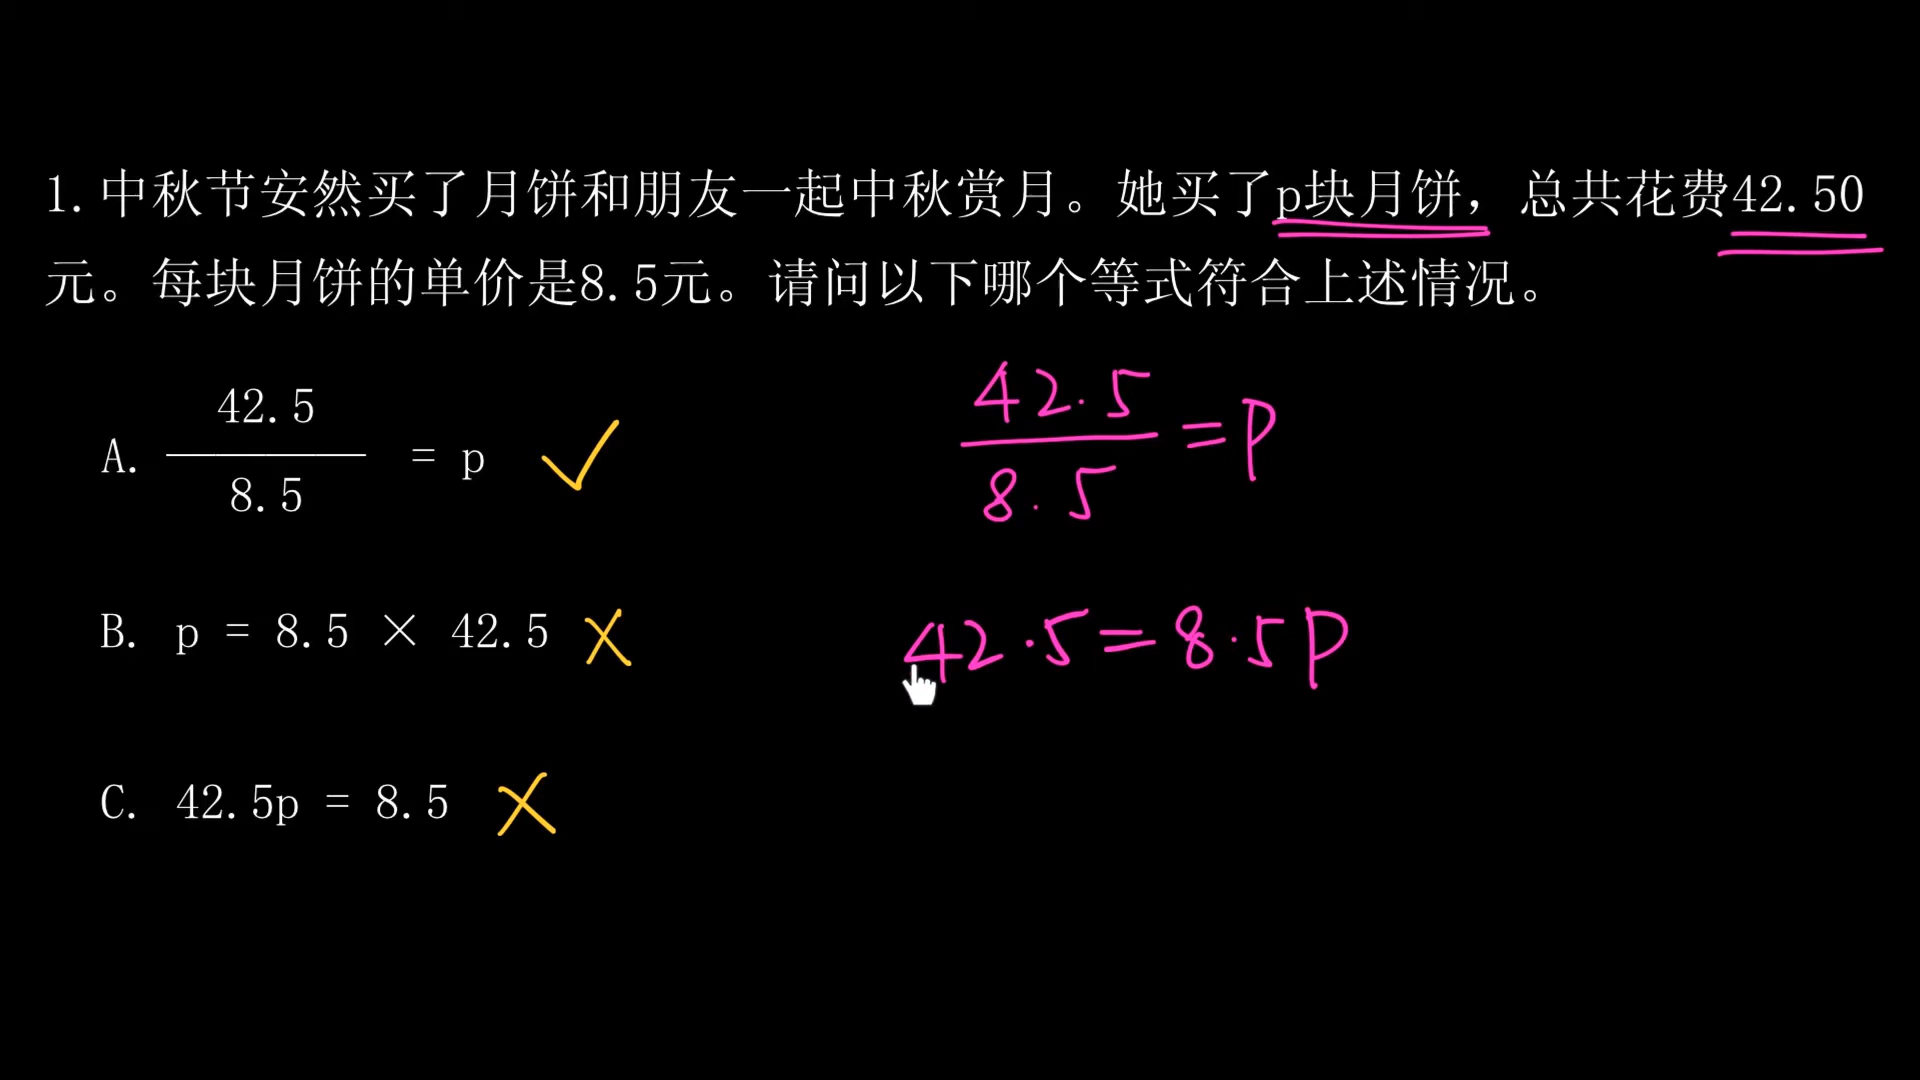 1.中秋节安然买了月饼和朋友一起中秋赏月。她买了p块月饼，总共花费42.50
元。每块月饼的单价是8.5元。请问以下哪个等式符合上述情况。
42.5
A. ——— = p
8.5
42.5
—— = P
8.5
B. p = 8.5 × 42.5
42.5=8.5P
C. 42.5p = 8.5